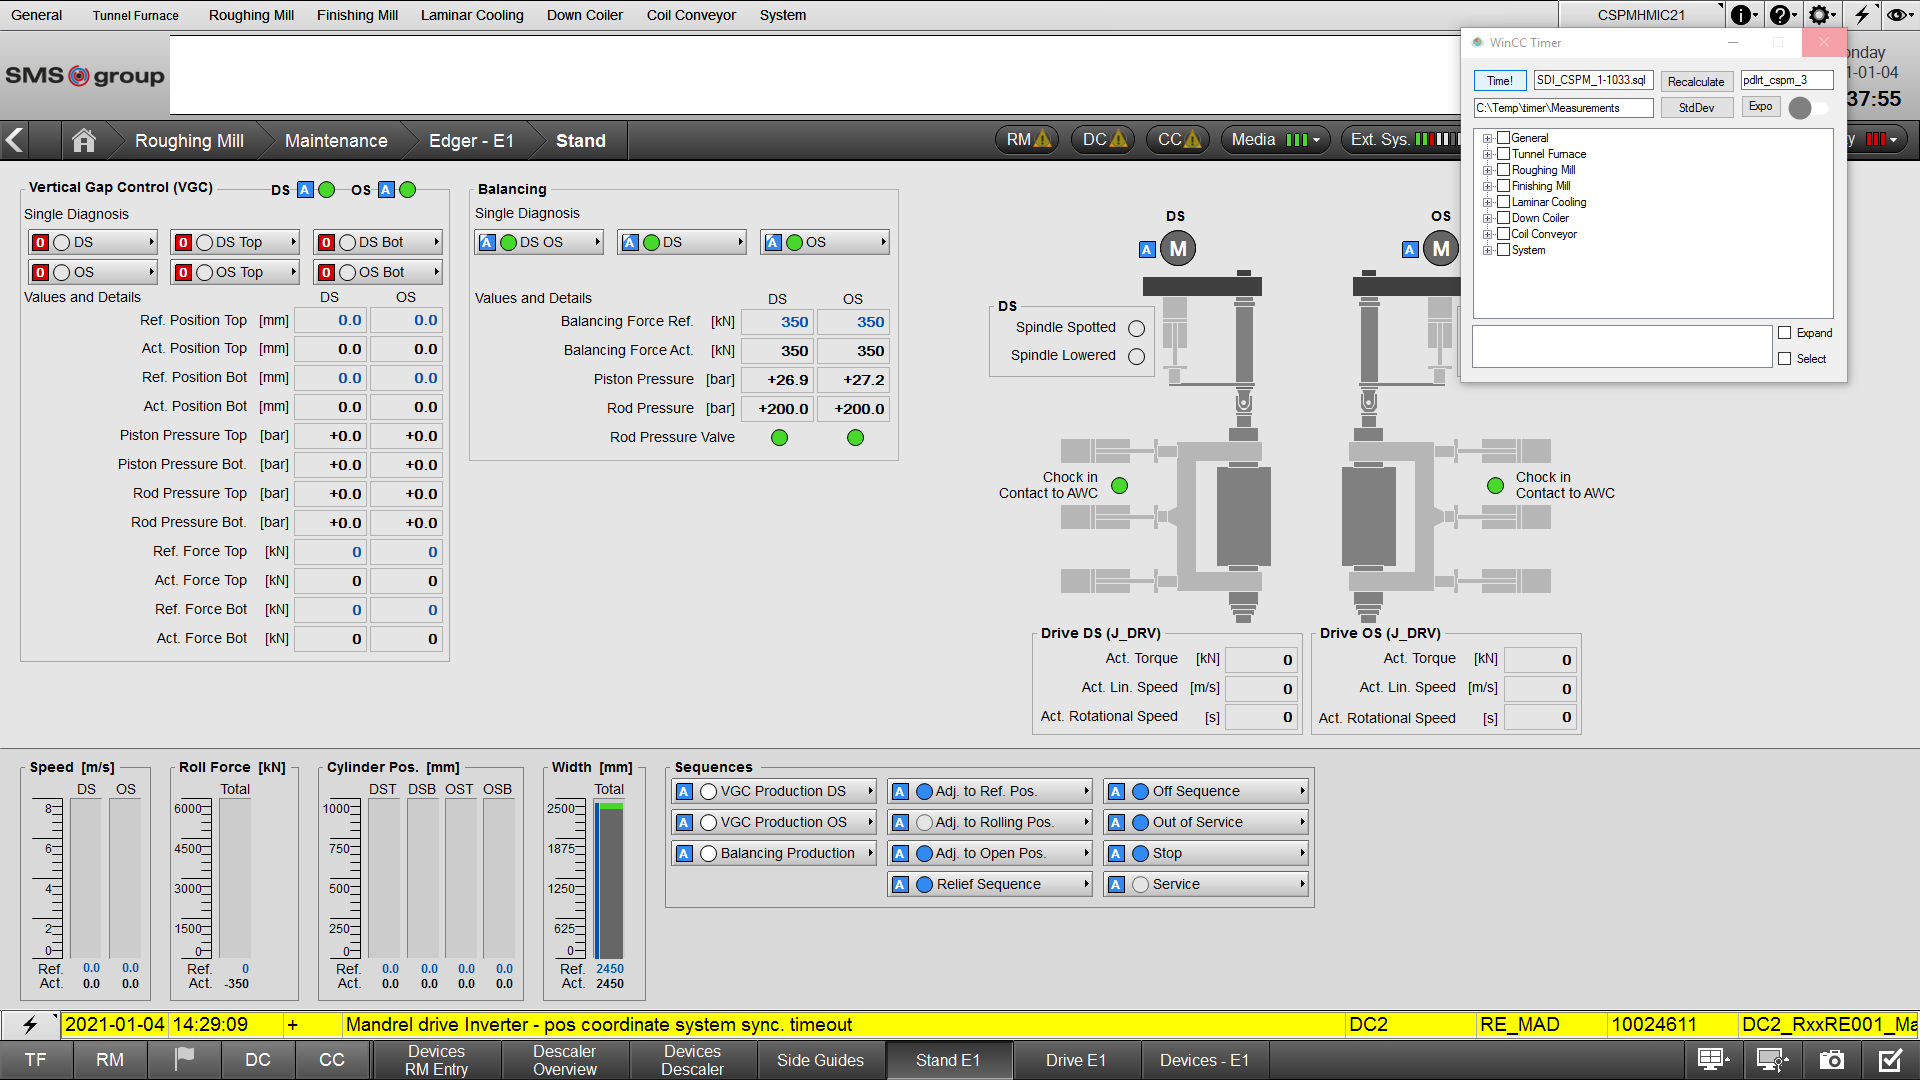 General Tunnel Furnace Roughing Mill Finishing Mill Laminar Cooling Down Coiler Coil Conveyor System CSPMHMIC21
SMS group
WinCC Timer
Time! SDI_CSPM_1-1033.sql Recalculate pdlrt_cspm_3
C:\Temp\timer\Measurements StdDev Expo
37:55
Roughing Mill Maintenance Edger - E1 Stand RM DC CC Media Ext. Sys.
General
Tunnel Furnace
Roughing Mill
Finishing Mill
Laminar Cooling
Down Coiler
Coil Conveyor
System
Expand
Select
Vertical Gap Control (VGC) DS A OS A
Single Diagnosis
0 DS 0 DS Top 0 DS Bot
0 OS 0 OS Top 0 OS Bot
Values and Details DS OS
Ref. Position Top [mm] 0.0 0.0
Act. Position Top [mm] 0.0 0.0
Ref. Position Bot [mm] 0.0 0.0
Act. Position Bot [mm] 0.0 0.0
Piston Pressure Top [bar] +0.0 +0.0
Piston Pressure Bot. [bar] +0.0 +0.0
Rod Pressure Top [bar] +0.0 +0.0
Rod Pressure Bot. [bar] +0.0 +0.0
Ref. Force Top [kN] 0 0
Act. Force Top [kN] 0 0
Ref. Force Bot [kN] 0 0
Act. Force Bot [kN] 0 0
Balancing
Single Diagnosis
A DS OS A DS A OS
Values and Details DS OS
Balancing Force Ref. [kN] 350 350
Balancing Force Act. [kN] 350 350
Piston Pressure [bar] +26.9 +27.2
Rod Pressure [bar] +200.0 +200.0
Rod Pressure Valve
DS OS
A M A M
DS
Spindle Spotted
Spindle Lowered
Chock in
Contact to AWC
Chock in
Contact to AWC
Drive DS (J_DRV)
Act. Torque [kN] 0
Act. Lin. Speed [m/s] 0
Act. Rotational Speed [s] 0
Drive OS (J_DRV)
Act. Torque [kN] 0
Act. Lin. Speed [m/s] 0
Act. Rotational Speed [s] 0
Speed [m/s]
DS OS
8
6
4
2
0
Ref. 0.0 0.0
Act. 0.0 0.0
Roll Force [kN]
Total
6000
4500
3000
1500
0
Ref. 0
Act. -350
Cylinder Pos. [mm]
DST DSB OST OSB
1000
750
500
250
0
Ref. 0.0 0.0 0.0 0.0
Act. 0.0 0.0 0.0 0.0
Width [mm]
Total
2500
1875
1250
625
0
Ref. 2450
Act. 2450
Sequences
A VGC Production DS A Adj. to Ref. Pos. A Off Sequence
A VGC Production OS A Adj. to Rolling Pos. A Out of Service
A Balancing Production A Adj. to Open Pos. A Stop
A Relief Sequence A Service
2021-01-04 14:29:09 + Mandrel drive Inverter - pos coordinate system sync. timeout DC2 RE_MAD 10024611 DC2_RxxRE001_Ma
TF RM DC CC Devices RM Entry Descaler Overview Devices Descaler Side Guides Stand E1 Drive E1 Devices - E1